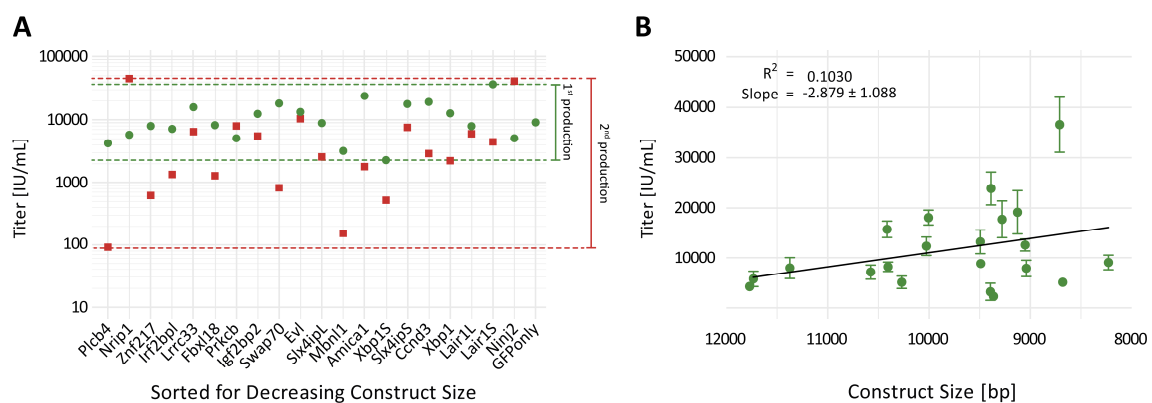 A
Titer [IU/mL]
100000
10000
1000
100
10
1st production
2nd production
Plcb4
Nrip1
Znf217
Irf2bpl
Lrrc33
Fbxl18
Prkcb
Igf2bp2
Swap70
Evl
Slx4ipL
Mbnl1
Amica1
Xbp1S
Slx4ipS
Ccnd3
Xbp1
Lair1L
Lair1S
Ninj2
GFPonly
Sorted for Decreasing Construct Size
B
Titer [IU/mL]
50000
40000
30000
20000
10000
R2 = 0.1030
Slope = -2.879 ± 1.088
12000 11000 10000 9000 8000
Construct Size [bp]